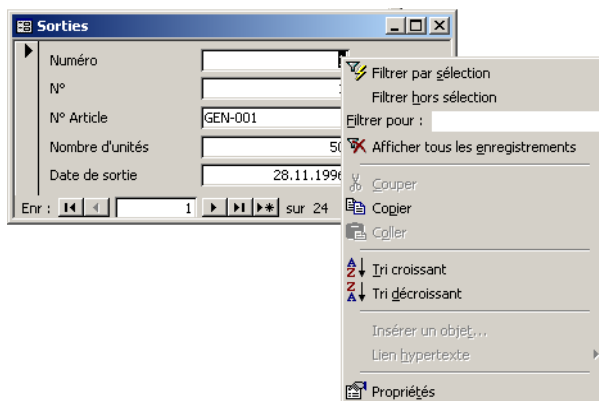 Sorties
Numéro
N°
N° Article GEN-001
Nombre d'unités 50
Date de sortie 28.11.1996
Enr : 1 sur 24
Filtrer par sélection
Filtrer hors sélection
Filtrer pour :
Afficher tous les enregistrements
Couper
Copier
Coller
Tri croissant
Tri décroissant
Insérer un objet...
Lien hypertexte
Propriétés